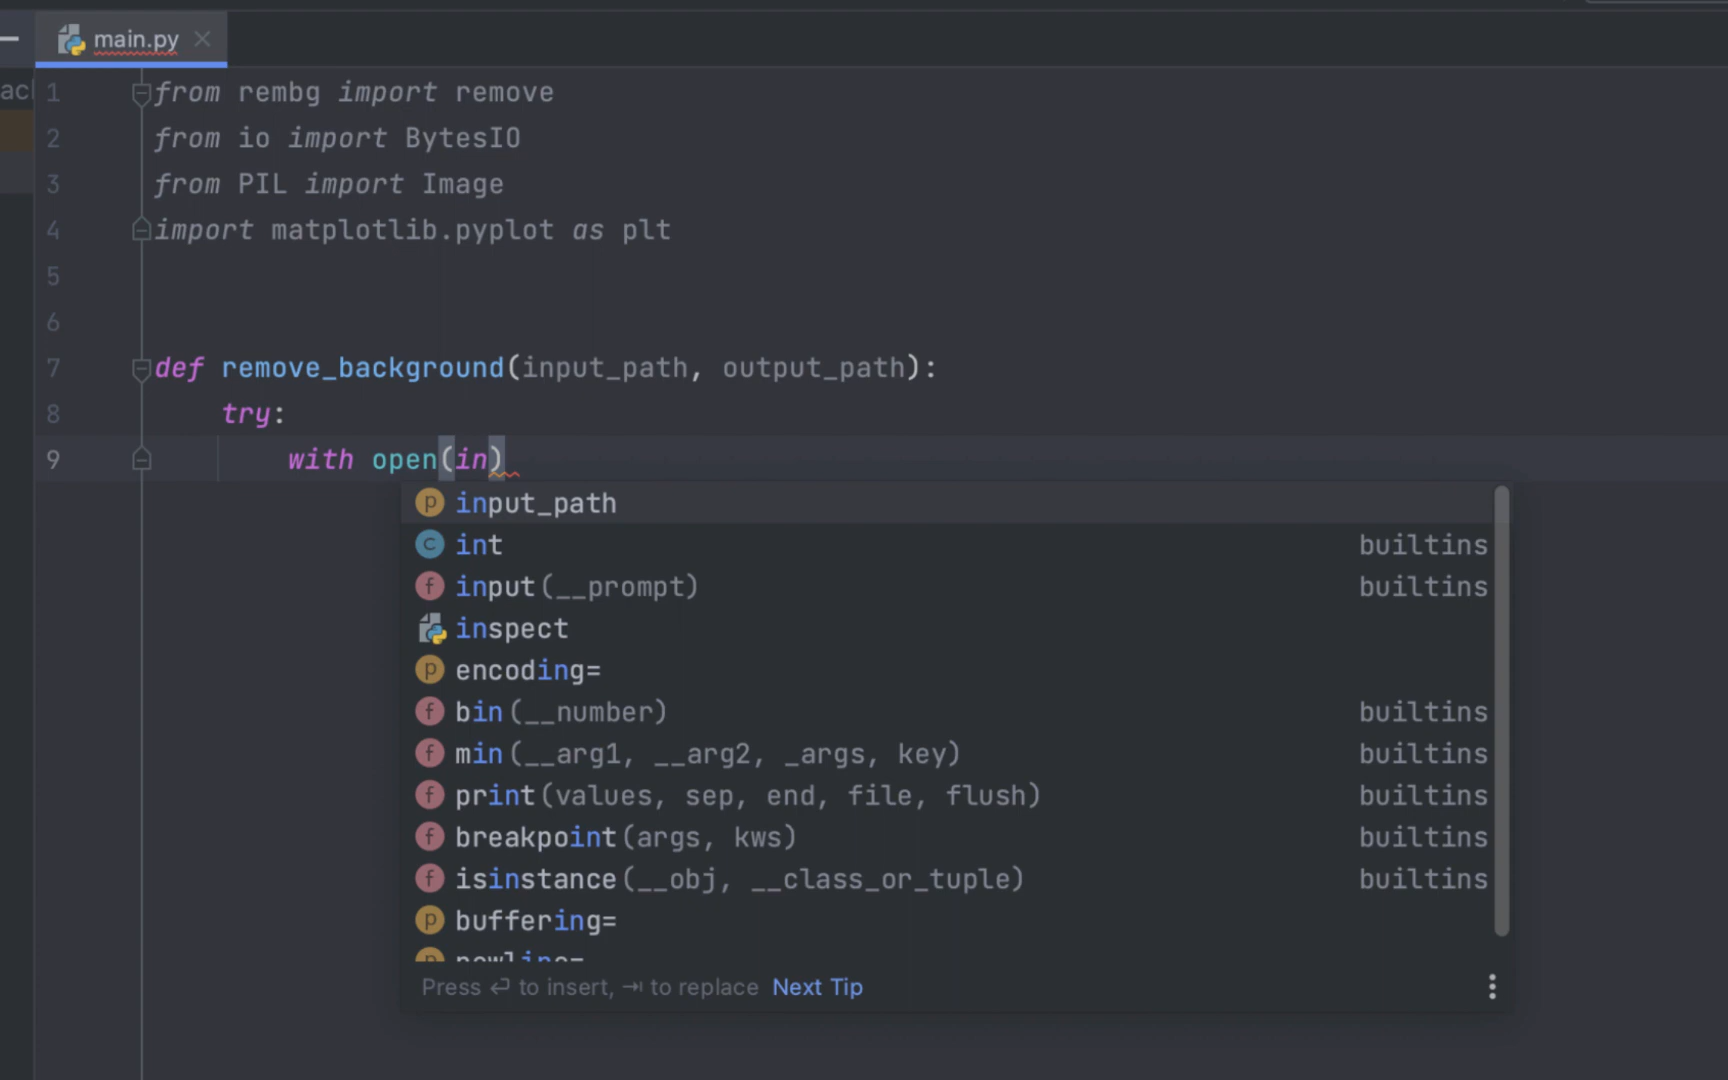 main.py
1 from rembg import remove
2 from io import BytesIO
3 from PIL import Image
4 import matplotlib.pyplot as plt
5
6
7 def remove_background(input_path, output_path):
8 try:
9 with open(in)
p input_path
c int builtins
f input(__prompt) builtins
inspect
p encoding=
f bin(__number) builtins
f min(__arg1, __arg2, _args, key) builtins
f print(values, sep, end, file, flush) builtins
f breakpoint(args, kws) builtins
f isinstance(__obj, __class_or_tuple) builtins
p buffering=
Press ⏎ to insert, ⇥ to replace Next Tip